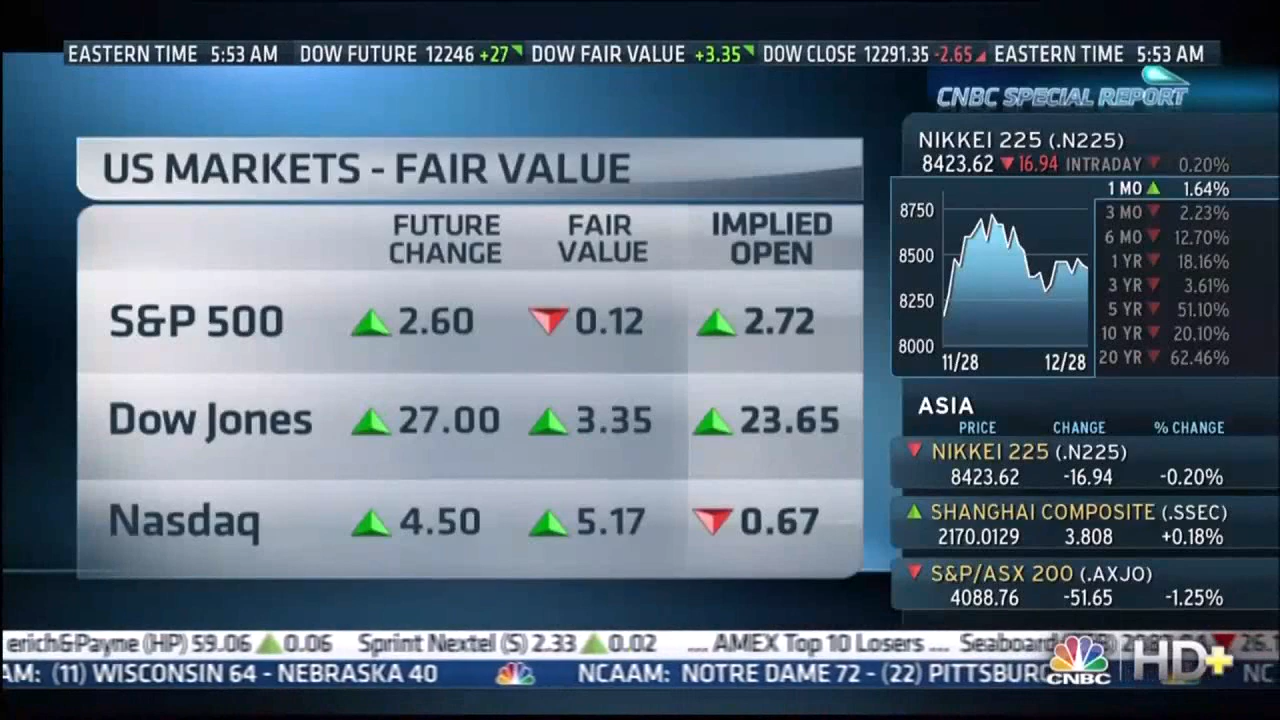 EASTERN TIME 5:53 AM DOW FUTURE 12246 +27 DOW FAIR VALUE +3.35 DOW CLOSE 12291.35 -2.65 EASTERN TIME 5:53 AM
CNBC SPECIAL REPORT
US MARKETS - FAIR VALUE
FUTURE CHANGE FAIR VALUE IMPLIED OPEN
S&P 500 2.60 0.12 2.72
Dow Jones 27.00 3.35 23.65
Nasdaq 4.50 5.17 0.67
NIKKEI 225 (.N225)
8423.62 16.94 INTRADAY 0.20%
1 MO 1.64%
3 MO 2.23%
6 MO 12.70%
1 YR 18.16%
3 YR 3.61%
5 YR 51.10%
10 YR 20.10%
20 YR 62.46%
8750
8500
8250
8000
11/28 12/28
ASIA
PRICE CHANGE % CHANGE
NIKKEI 225 (.N225)
8423.62 -16.94 -0.20%
SHANGHAI COMPOSITE (.SSEC)
2170.0129 3.808 +0.18%
S&P/ASX 200 (.AXJO)
4088.76 -51.65 -1.25%
erich&Payne (HP) 59.06 0.06 Sprint Nextel (S) 2.33 0.02 .... AMEX Top 10 Losers .... Seaboard
AM: (11) WISCONSIN 64 - NEBRASKA 40 NCAAM: NOTRE DAME 72 - (22) PITTSBURG NC
CNBC HD+